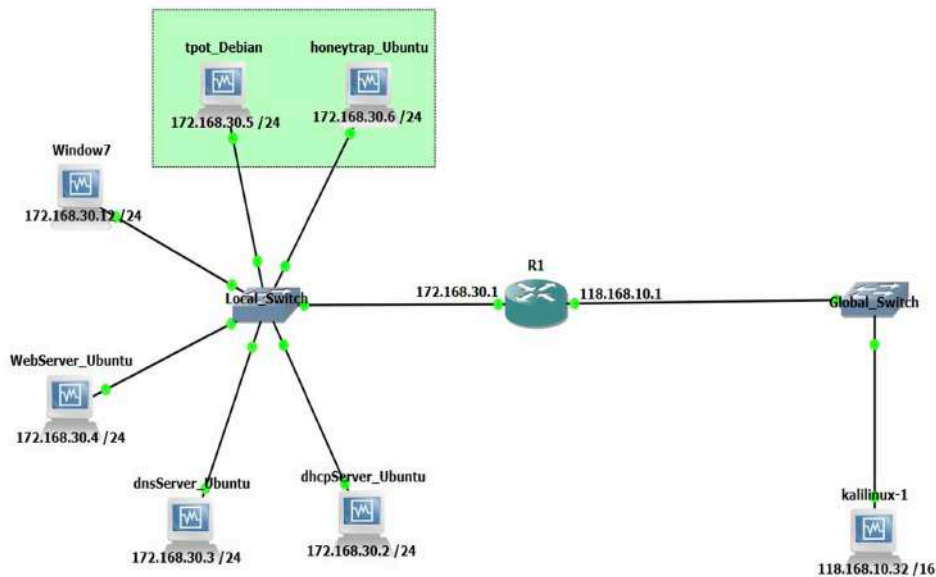 tpot_Debian
honeytrap_Ubuntu
172.168.30.5 /24
172.168.30.6 /24
Window7
172.168.30.12 /24
R1
172.168.30.1
118.168.10.1
Local_Switch
Global_Switch
WebServer_Ubuntu
172.168.30.4 /24
dnsServer_Ubuntu
dhcpServer_Ubuntu
172.168.30.3 /24
172.168.30.2 /24
kalilinux-1
118.168.10.32 /16